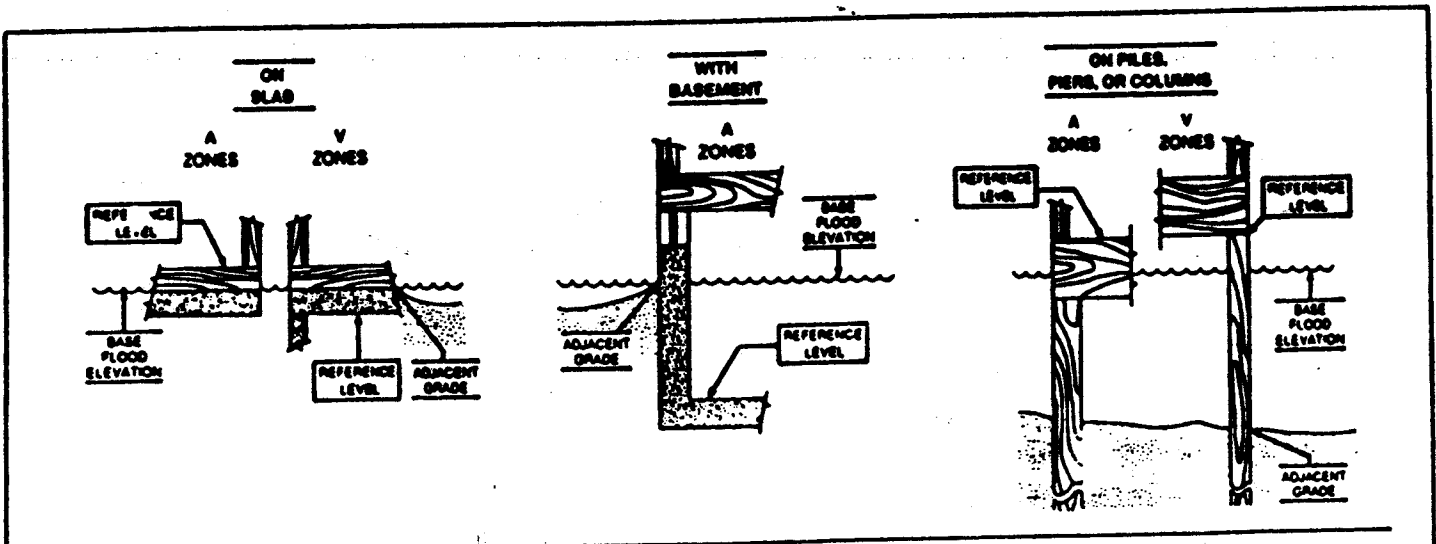 ON
SLAB
A
ZONES
V
ZONES
LEVEL
BASE
FLOOD
ELEVATION
REFERENCE
LEVEL
ADJACENT
GRADE
WITH
BASEMENT
A
ZONES
BASE
FLOOD
ELEVATION
ADJACENT
GRADE
REFERENCE
LEVEL
ON PILES,
PIERS, OR COLUMNS
A
ZONES
V
ZONES
REFERENCE
LEVEL
REFERENCE
LEVEL
BASE
FLOOD
ELEVATION
ADJACENT
GRADE